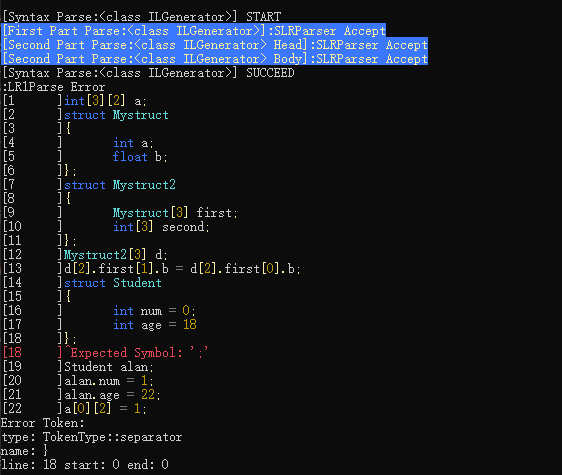 [Syntax Parse:<class ILGenerator>] START
[First Part Parse:<class ILGenerator>]:SLRParser Accept
[Second Part Parse:<class ILGenerator> Head]:SLRParser Accept
[Second Part Parse:<class ILGenerator> Body]:SLRParser Accept
[Syntax Parse:<class ILGenerator>] SUCCEED
:LR1Parse Error
[1 ]int[3][2] a;
[2 ]struct Mystruct
[3 ]{
[4 ] int a;
[5 ] float b;
[6 ]};
[7 ]struct Mystruct2
[8 ]{
[9 ] Mystruct[3] first;
[10 ] int[3] second;
[11 ]};
[12 ]Mystruct2[3] d;
[13 ]d[2].first[1].b = d[2].first[0].b;
[14 ]struct Student
[15 ]{
[16 ] int num = 0;
[17 ] int age = 18
[18 ]};
[18 ]^Expected Symbol: ';'
[19 ]Student alan;
[20 ]alan.num = 1;
[21 ]alan.age = 22;
[22 ]a[0][2] = 1;
Error Token:
type: TokenType::separator
name: }
line: 18 start: 0 end: 0